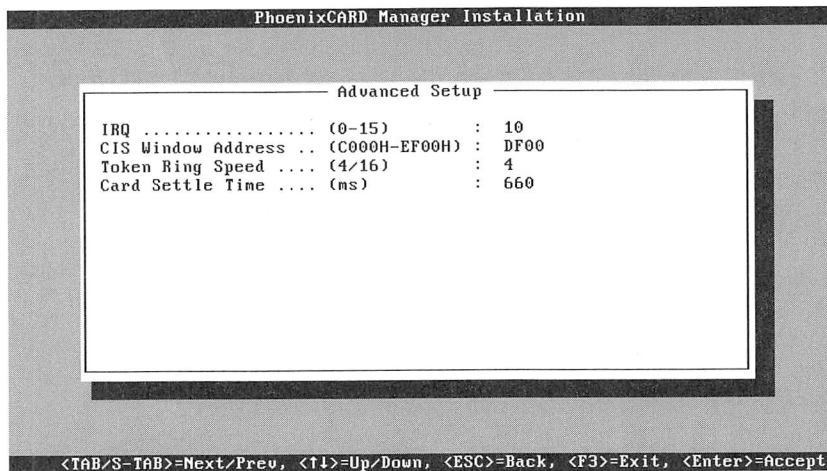 PhoenixCARD Manager Installation
Advanced Setup
IRQ ................. (0-15) : 10
CIS Window Address .. (C000H-EF00H) : DF00
Token Ring Speed .... (4/16) : 4
Card Settle Time .... (ms) : 660
<TAB/S-TAB>=Next/Prev, <↑↓>=Up/Down, <ESC>=Back, <F3>=Exit, <Enter>=Accept